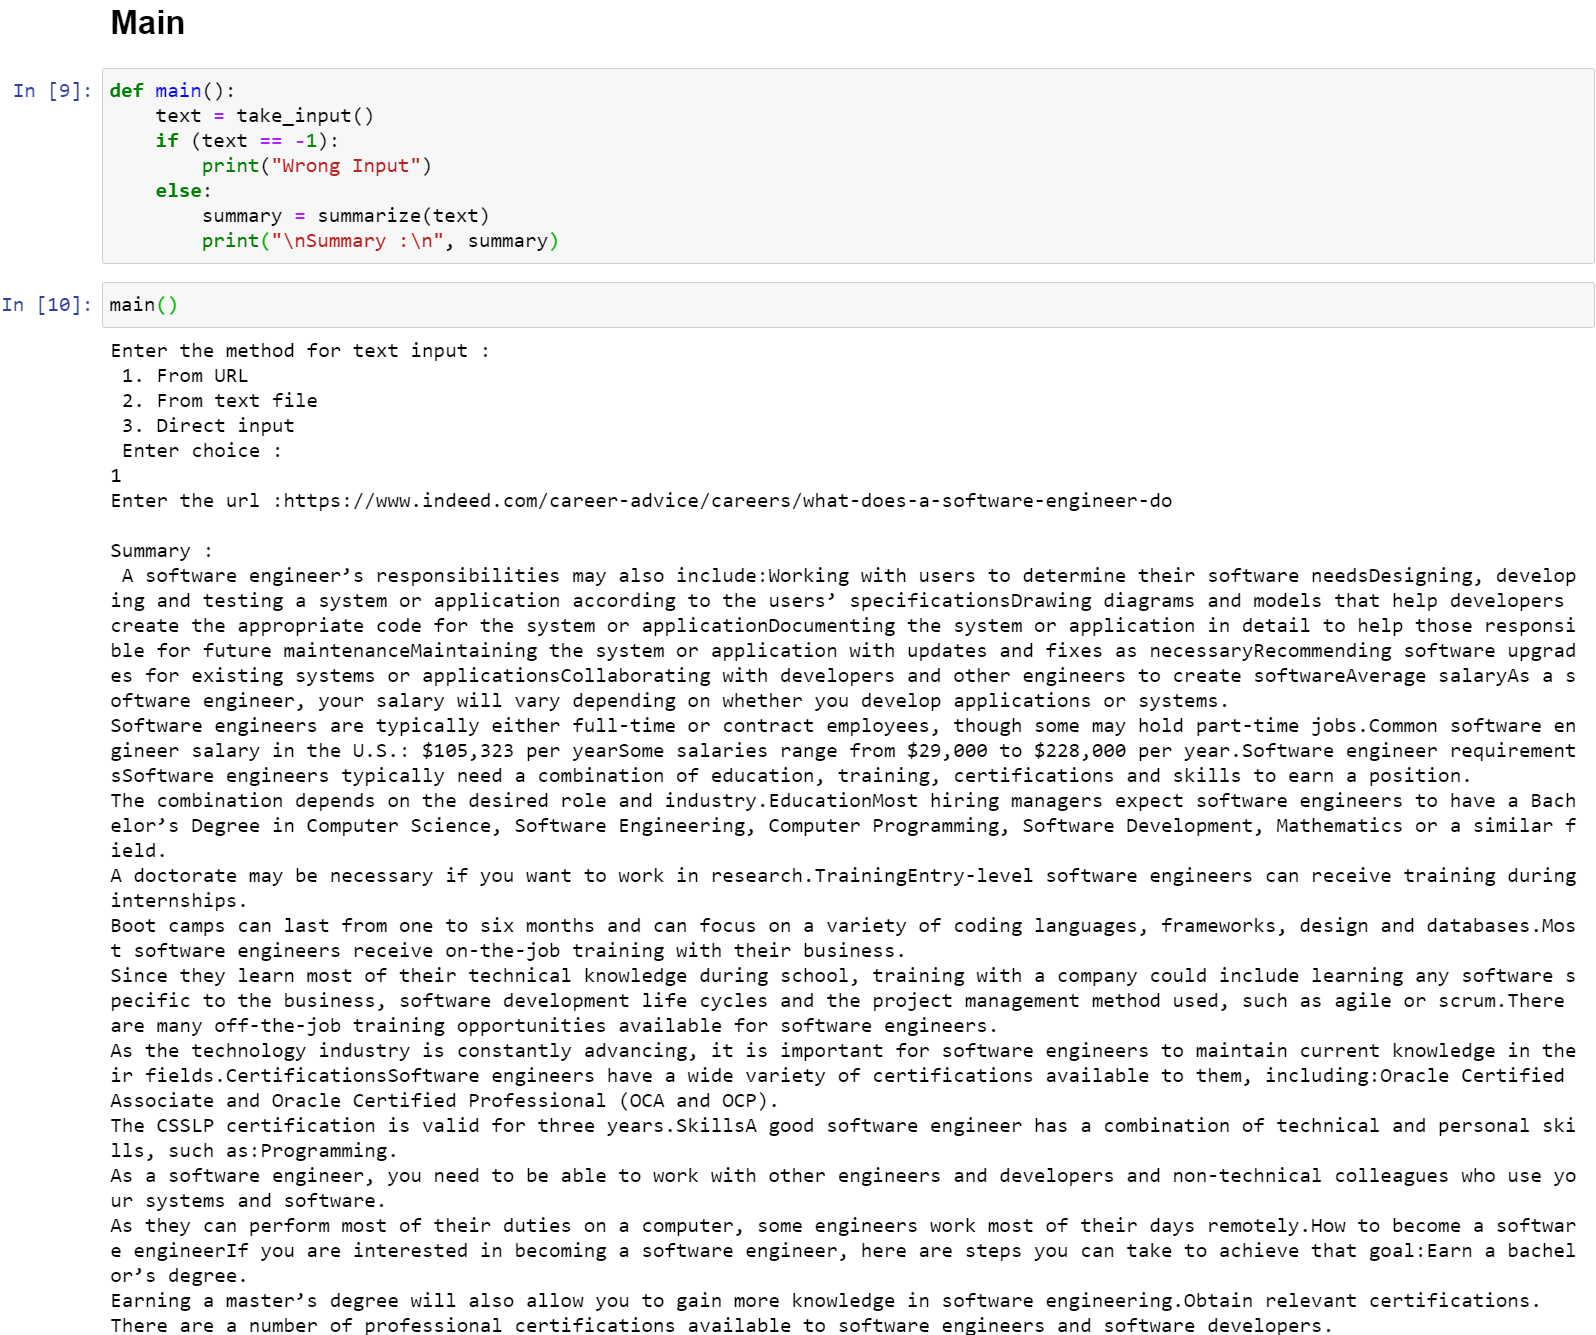 Main
In [9]: def main():
    text = take_input()
    if (text == -1):
        print("Wrong Input")
    else:
        summary = summarize(text)
        print("\nSummary :\n", summary)
In [10]: main()
Enter the method for text input :
 1. From URL
 2. From text file
 3. Direct input
 Enter choice :
1
Enter the url :https://www.indeed.com/career-advice/careers/what-does-a-software-engineer-do
Summary :
 A software engineer’s responsibilities may also include:Working with users to determine their software needsDesigning, develop
ing and testing a system or application according to the users’ specificationsDrawing diagrams and models that help developers
create the appropriate code for the system or applicationDocumenting the system or application in detail to help those responsi
ble for future maintenanceMaintaining the system or application with updates and fixes as necessaryRecommending software upgrad
es for existing systems or applicationsCollaborating with developers and other engineers to create softwareAverage salaryAs a s
oftware engineer, your salary will vary depending on whether you develop applications or systems.
Software engineers are typically either full-time or contract employees, though some may hold part-time jobs.Common software en
gineer salary in the U.S.: $105,323 per yearSome salaries range from $29,000 to $228,000 per year.Software engineer requirement
sSoftware engineers typically need a combination of education, training, certifications and skills to earn a position.
The combination depends on the desired role and industry.EducationMost hiring managers expect software engineers to have a Bach
elor’s Degree in Computer Science, Software Engineering, Computer Programming, Software Development, Mathematics or a similar f
ield.
A doctorate may be necessary if you want to work in research.TrainingEntry-level software engineers can receive training during
internships.
Boot camps can last from one to six months and can focus on a variety of coding languages, frameworks, design and databases.Mos
t software engineers receive on-the-job training with their business.
Since they learn most of their technical knowledge during school, training with a company could include learning any software s
pecific to the business, software development life cycles and the project management method used, such as agile or scrum.There
are many off-the-job training opportunities available for software engineers.
As the technology industry is constantly advancing, it is important for software engineers to maintain current knowledge in the
ir fields.CertificationsSoftware engineers have a wide variety of certifications available to them, including:Oracle Certified
Associate and Oracle Certified Professional (OCA and OCP).
The CSSLP certification is valid for three years.SkillsA good software engineer has a combination of technical and personal ski
lls, such as:Programming.
As a software engineer, you need to be able to work with other engineers and developers and non-technical colleagues who use yo
ur systems and software.
As they can perform most of their duties on a computer, some engineers work most of their days remotely.How to become a softwar
e engineerIf you are interested in becoming a software engineer, here are steps you can take to achieve that goal:Earn a bachel
or’s degree.
Earning a master’s degree will also allow you to gain more knowledge in software engineering.Obtain relevant certifications.
There are a number of professional certifications available to software engineers and software developers.